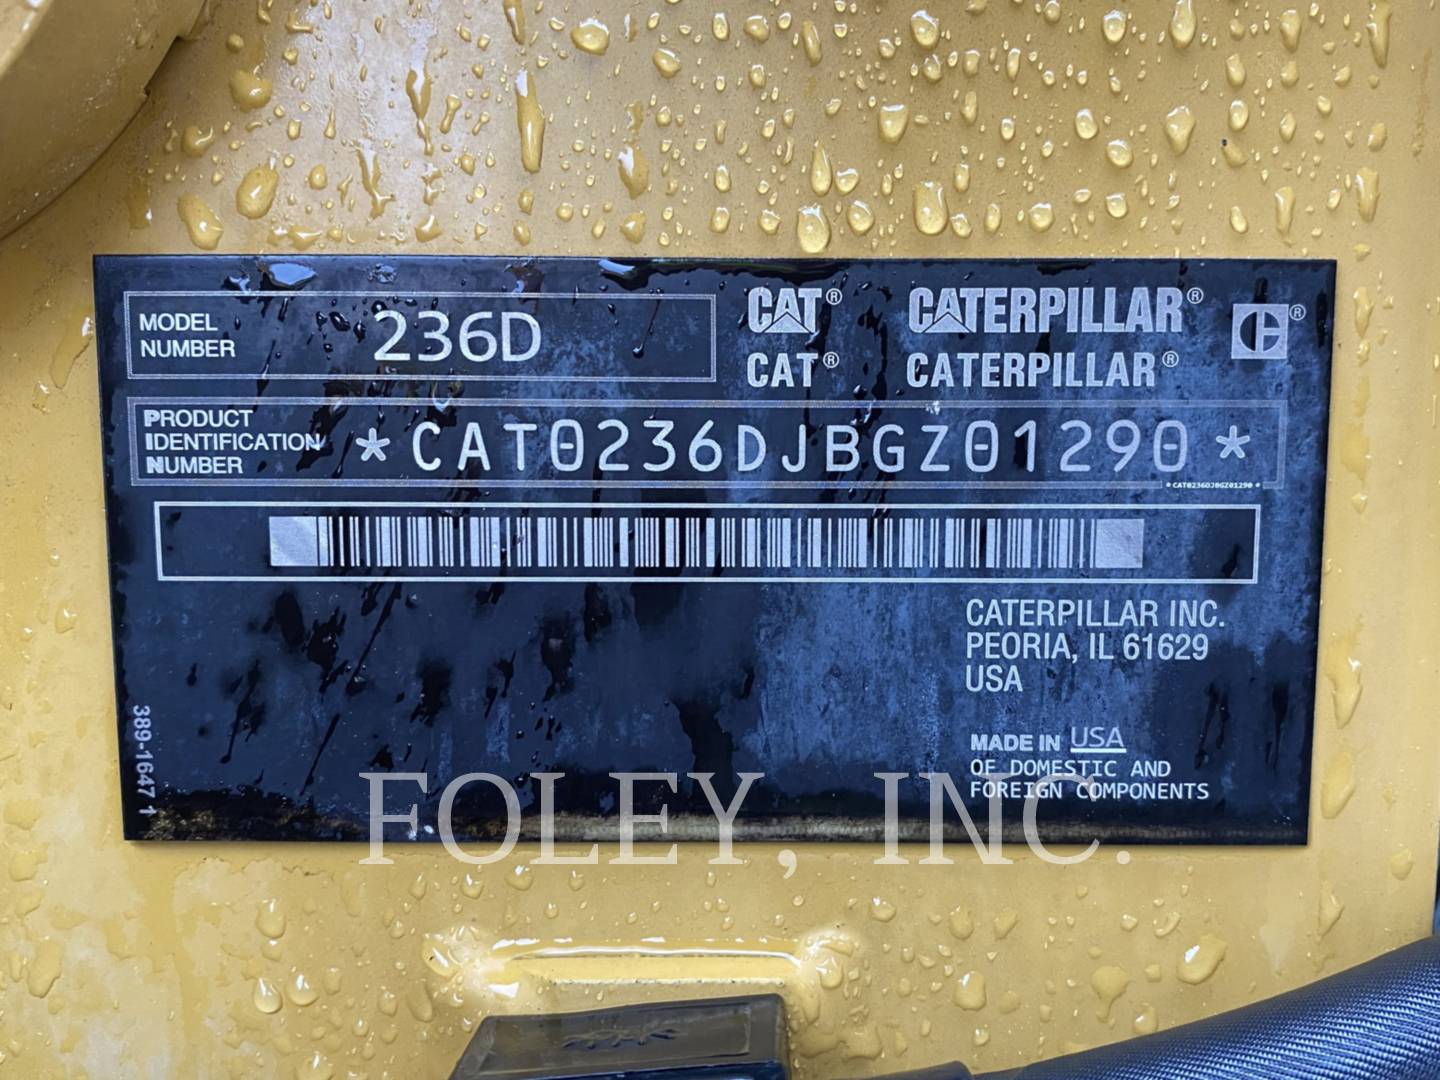 MODEL NUMBER 236D
CAT® CATERPILLAR® ®
CAT® CATERPILLAR®
PRODUCT IDENTIFICATION NUMBER *CAT0236DJBGZ01290*
*CAT0236DJBGZ01290*
CATERPILLAR INC.
PEORIA, IL 61629
USA
MADE IN USA
OF DOMESTIC AND
FOREIGN COMPONENTS
389-1647 1
FOLEY, INC.